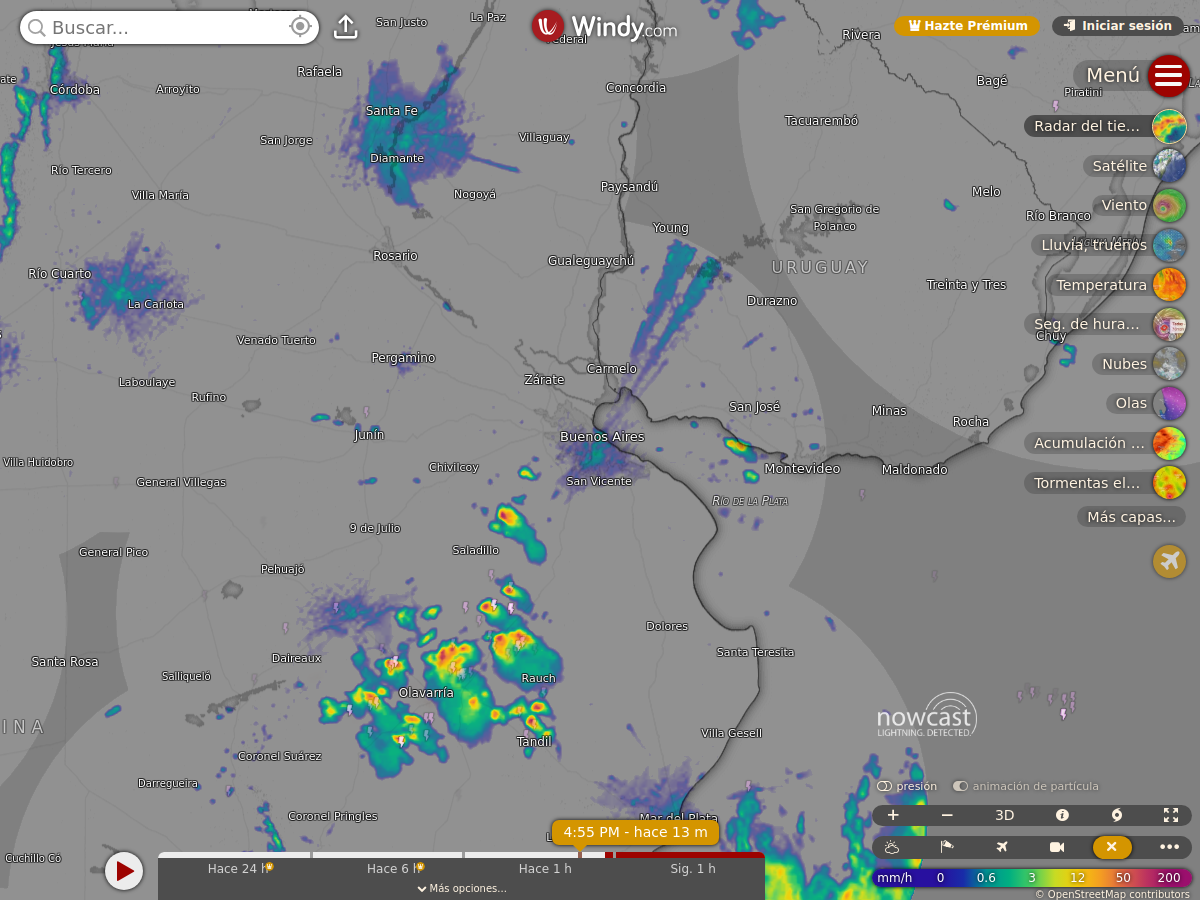 Buscar...
San Justo
La Paz
Windy.com
Federal
Rivera
Hazte Prémium
Iniciar sesión
Rafaela
Córdoba
Arroyito
Concordia
Bagé
Menú
Piratini
Santa Fe
Tacuarembó
Radar del tie...
San Jorge
Villaguay
Diamante
Satélite
Río Tercero
Villa María
Nogoyá
Paysandú
Melo
Viento
San Gregorio de
Polanco
Río Branco
Young
Lluvia, truenos
Rosario
Gualeguaychú
URUGUAY
Río Cuarto
Temperatura
Treinta y Tres
La Carlota
Durazno
Seg. de hura...
Chuy
Venado Tuerto
Pergamino
Nubes
Carmelo
Zárate
Laboulaye
Rufino
Olas
San José
Minas
Rocha
Junín
Buenos Aires
Acumulación ...
Villa Huidobro
Chivilcoy
Montevideo
Maldonado
General Villegas
San Vicente
Tormentas el...
Río de la Plata
Más capas...
9 de Julio
General Pico
Saladillo
Pehuajó
Dolores
Santa Rosa
Daireaux
Santa Teresita
Salliqueló
Rauch
Olavarría
INA
nowcast
LIGHTNING. DETECTED.
Villa Gesell
Tandil
Coronel Suárez
Darregueira
presión
animación de partícula
Coronel Pringles
Mar del Plata
+ − 3D
4:55 PM - hace 13 m
Cuchillo Có
Hace 24 h
Hace 6 h
Hace 1 h
Sig. 1 h
mm/h 0 0.6 3 12 50 200
Más opciones...
© OpenStreetMap contributors